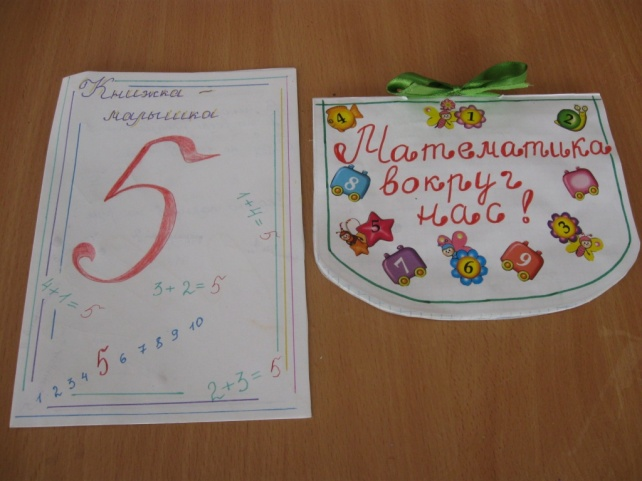 Книжка -
малышка
5
1+4=5
4+1=5
3+2=5
1 2 3 4 5 6 7 8 9 10
2+3=5
4 1 2
Математика
8 вокруг
нас!
5 3
7 6 9